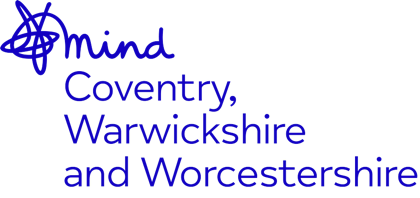 mind
Coventry,
Warwickshire
and Worcestershire